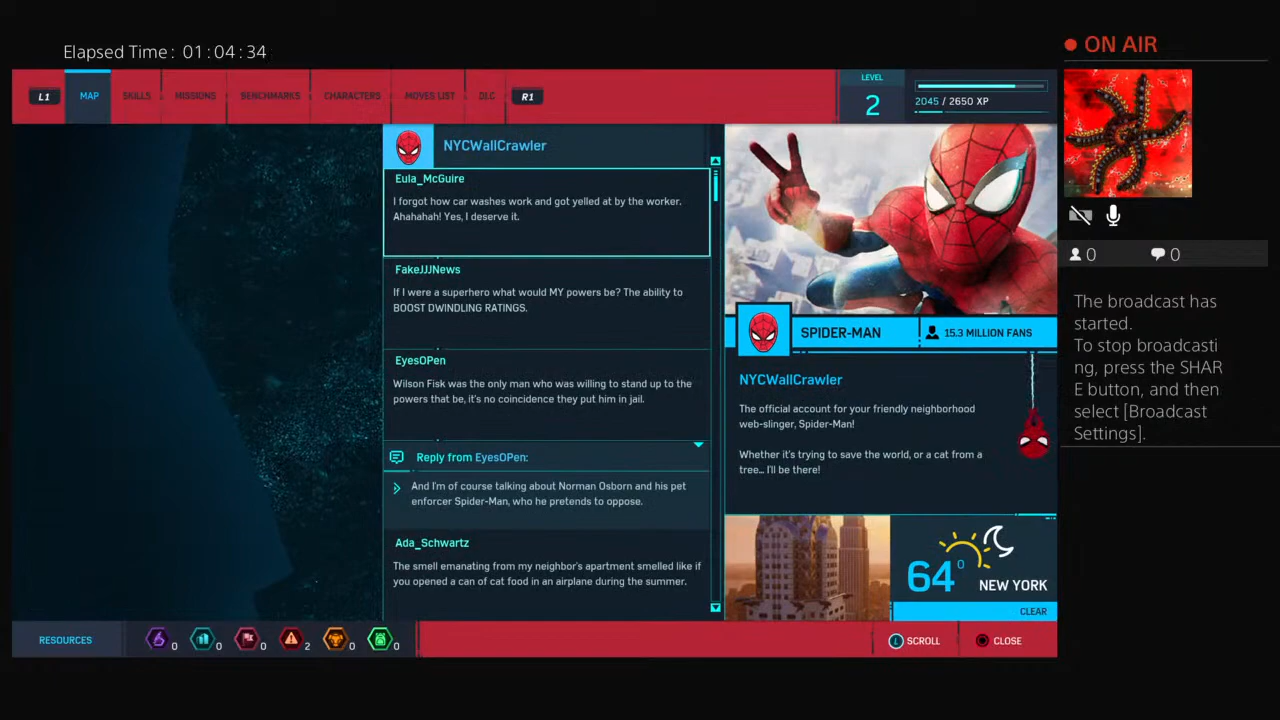 Elapsed Time: 01:04:34
ON AIR
L1
MAP
SKILLS
MISSIONS
BENCHMARKS
CHARACTERS
MOVES LIST
DLC
R1
LEVEL
2
2045 / 2650 XP
NYCWallCrawler
Eula_McGuire
I forgot how car washes work and got yelled at by the worker.
Ahahahah! Yes, I deserve it.
FakeJJJNews
If I were a superhero what would MY powers be? The ability to
BOOST DWINDLING RATINGS.
EyesOPen
Wilson Fisk was the only man who was willing to stand up to the
powers that be, it's no coincidence they put him in jail.
Reply from EyesOPen:
And I'm of course talking about Norman Osborn and his pet
enforcer Spider-Man, who he pretends to oppose.
Ada_Schwartz
The smell emanating from my neighbor's apartment smelled like if
you opened a can of cat food in an airplane during the summer.
SPIDER-MAN
15.3 MILLION FANS
NYCWallCrawler
The official account for your friendly neighborhood
web-slinger, Spider-Man!
Whether it's trying to save the world, or a cat from a
tree... I'll be there!
64°
NEW YORK
CLEAR
0
0
The broadcast has
started.
To stop broadcasti
ng, press the SHAR
E button, and then
select [Broadcast
Settings].
RESOURCES
0
0
0
2
0
0
L
SCROLL
CLOSE